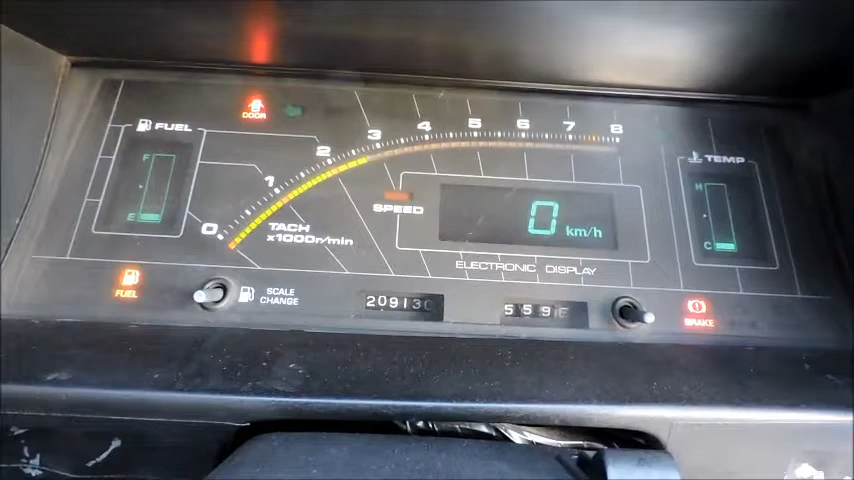 DOOR
FUEL
F
E
0 1 2 3 4 5 6 7 8
TACH
x1000r/min
SPEED
0 km/h
ELECTRONIC DISPLAY
TEMP
H
C
FUEL
SCALE
CHANGE
20913
559
BRAKE